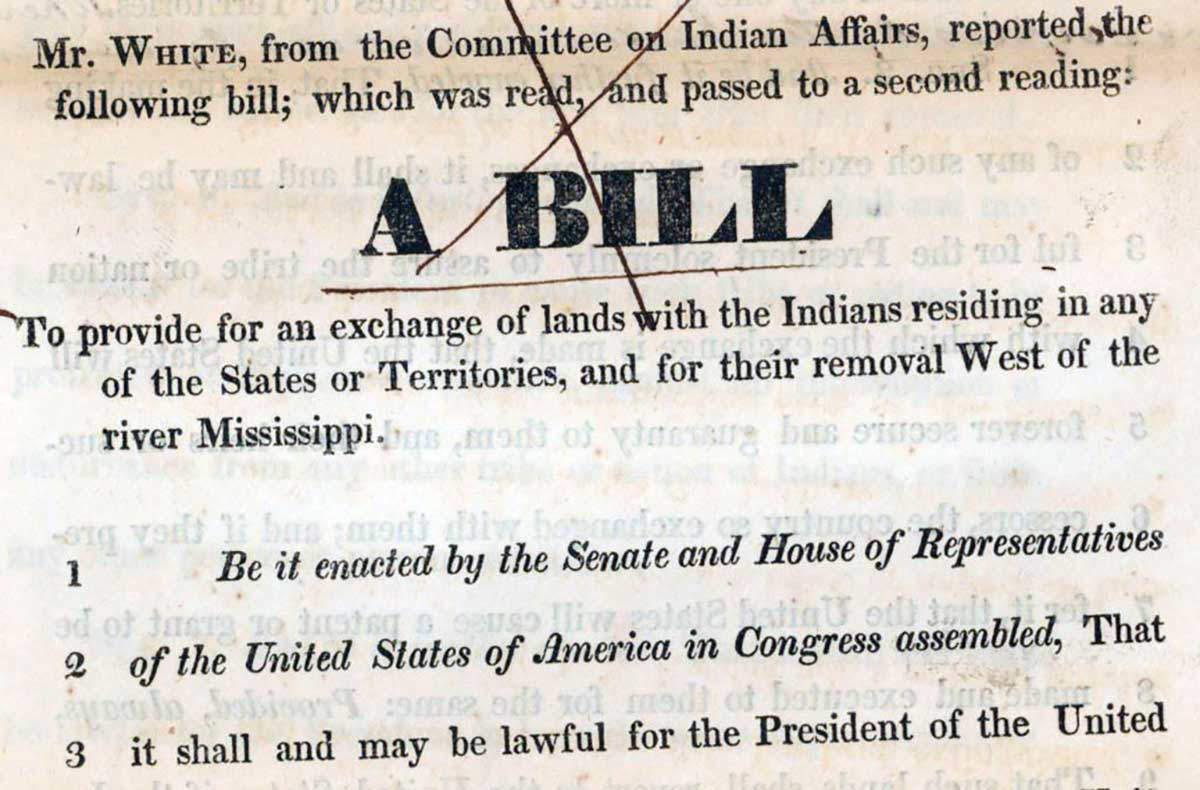 Mr. WHITE, from the Committee on Indian Affairs, reported the
following bill; which was read, and passed to a second reading:
A BILL
To provide for an exchange of lands with the Indians residing in any
of the States or Territories, and for their removal West of the
river Mississippi.
1 Be it enacted by the Senate and House of Representatives
2 of the United States of America in Congress assembled, That
3 it shall and may be lawful for the President of the United